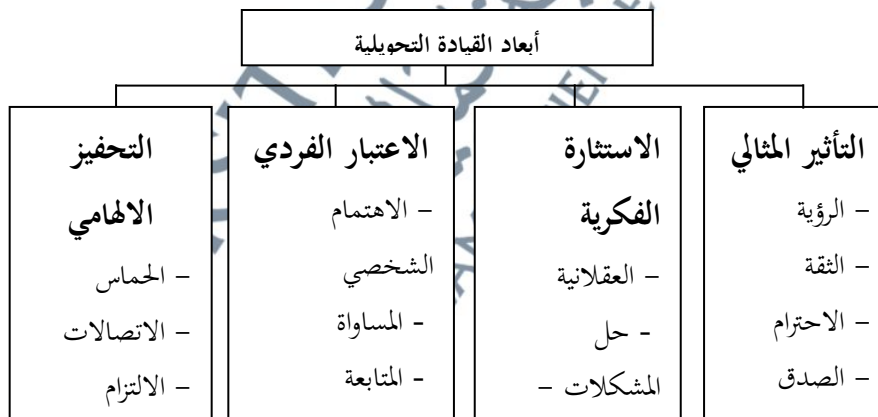 أبعاد القيادة التحويلية
التأثير المثالي
– الرؤية
– الثقة
– الاحترام
– الصدق
الاستثارة
الفكرية
– العقلانية
- حل
المشكلات –
الاعتبار الفردي
– الاهتمام
الشخصي
- المساواة
- المتابعة
التحفيز
الالهامي
– الحماس
– الاتصالات
– الالتزام